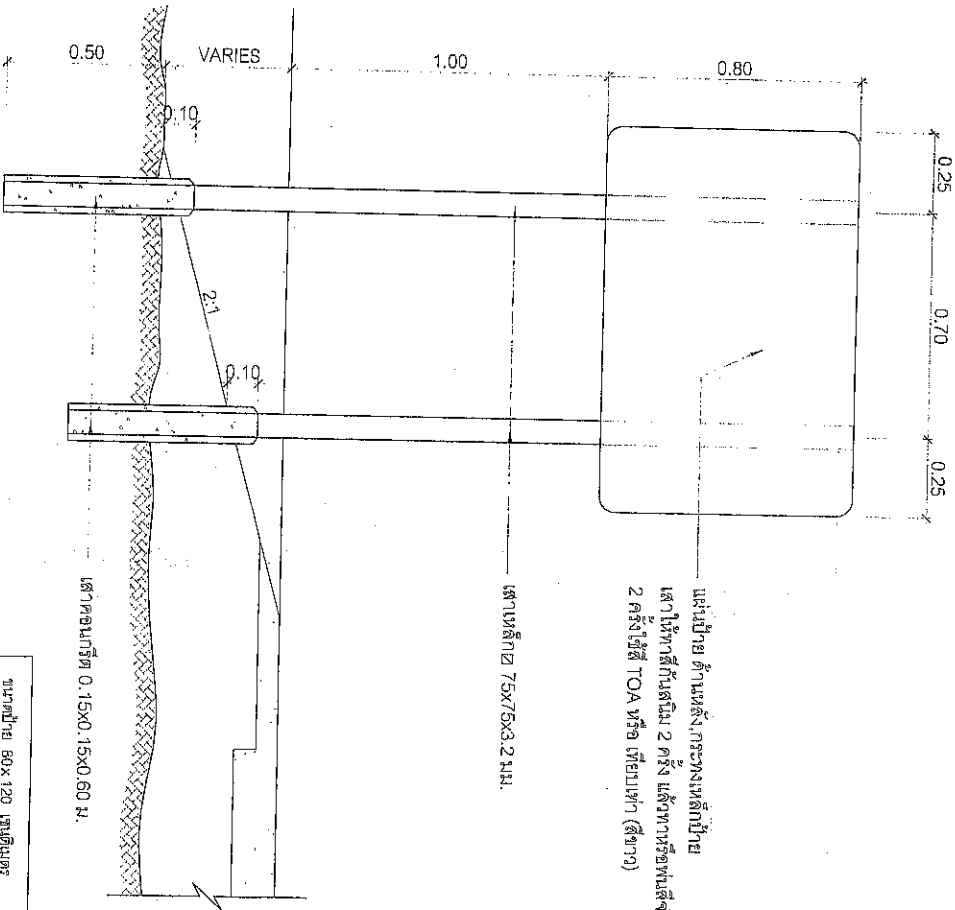 0.50
VARIES
1.00
0.80
0.10
0.25
0.70
0.25
2:1
0.10
แผ่นป้าย ด้านหลัง,กระทงเหล็กป้าย
เสาให้ทาสีกันสนิม 2 ครั้ง แล้วทาหรือพ่นสี
2 ครั้งใช้สี TOA หรือ เทียบเท่า (สีขาว)
เสาเหล็ก 75x75x3.2 มม.
เสาคอนกรีต 0.15x0.15x0.60 ม.
ขนาดป้าย 80x120 เซนติเมตร